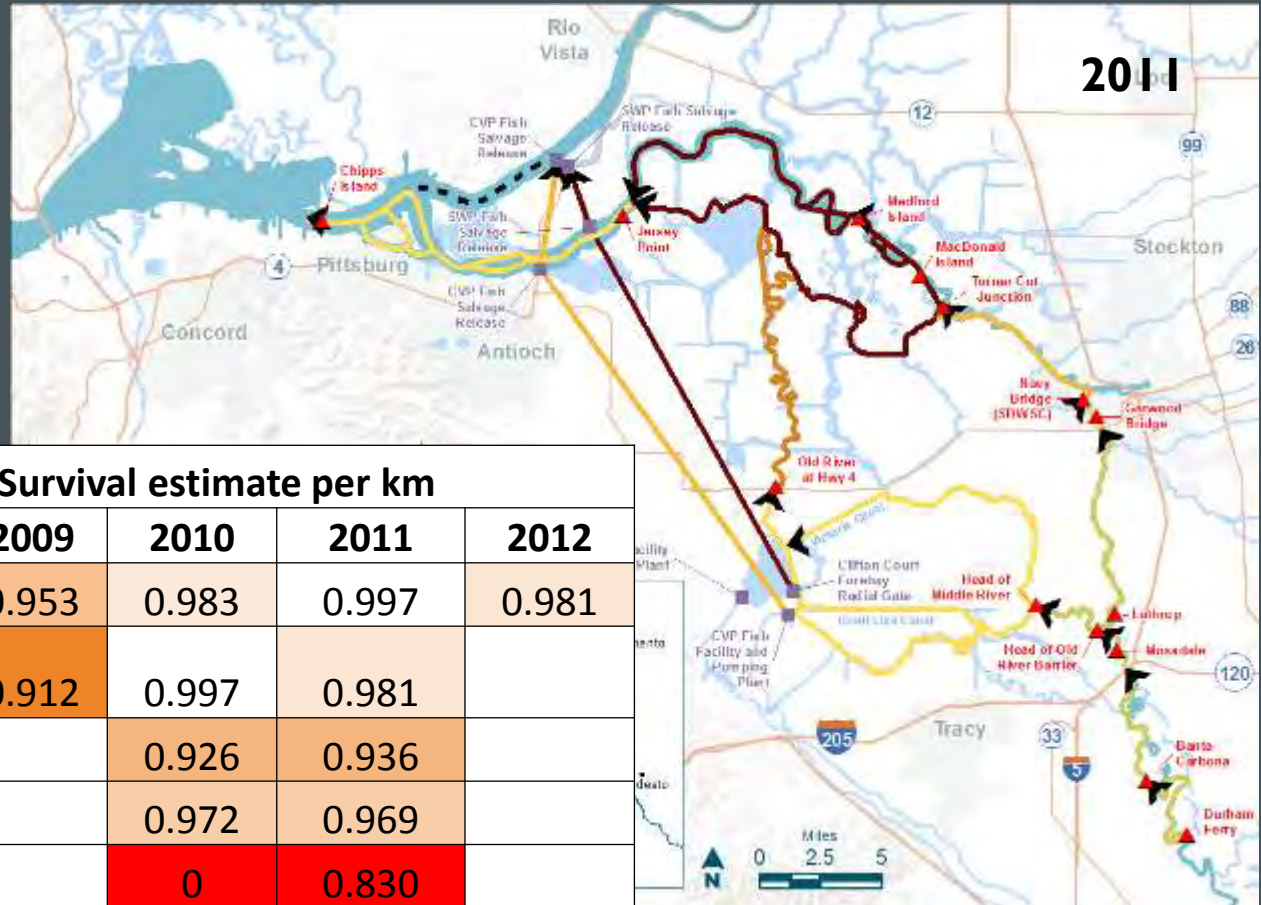 2011
Rio
Vista
12
99
CVP Fish
Salvage
Release
SWP Fish Salvage
Release
Chipps
Island
Medford
Island
MacDonald
Island
Turner Cut
Junction
Stockton
SWP Fish
Salvage
Release
Jersey
Point
4
Pittsburg
CVP Fish
Salvage
Release
88
26
Concord
Antioch
Navy
Bridge
(SDWSC)
Garwood
Bridge
Old River
at Hwy 4
Survival estimate per km
2009 2010 2011 2012
0.953 0.983 0.997 0.981
0.912 0.997 0.981
0.926 0.936
0.972 0.969
0 0.830
Victoria Canal
Clifton Court
Forebay
Radial Gate
Head of
Middle River
Grant Line Canal
Lathrop
CVP Fish
Facility and
Pumping
Plant
Head of Old
River Barrier
Mossdale
120
205
Tracy
33
5
Banta
Carbona
Durham
Ferry
Miles
0 2.5 5
N